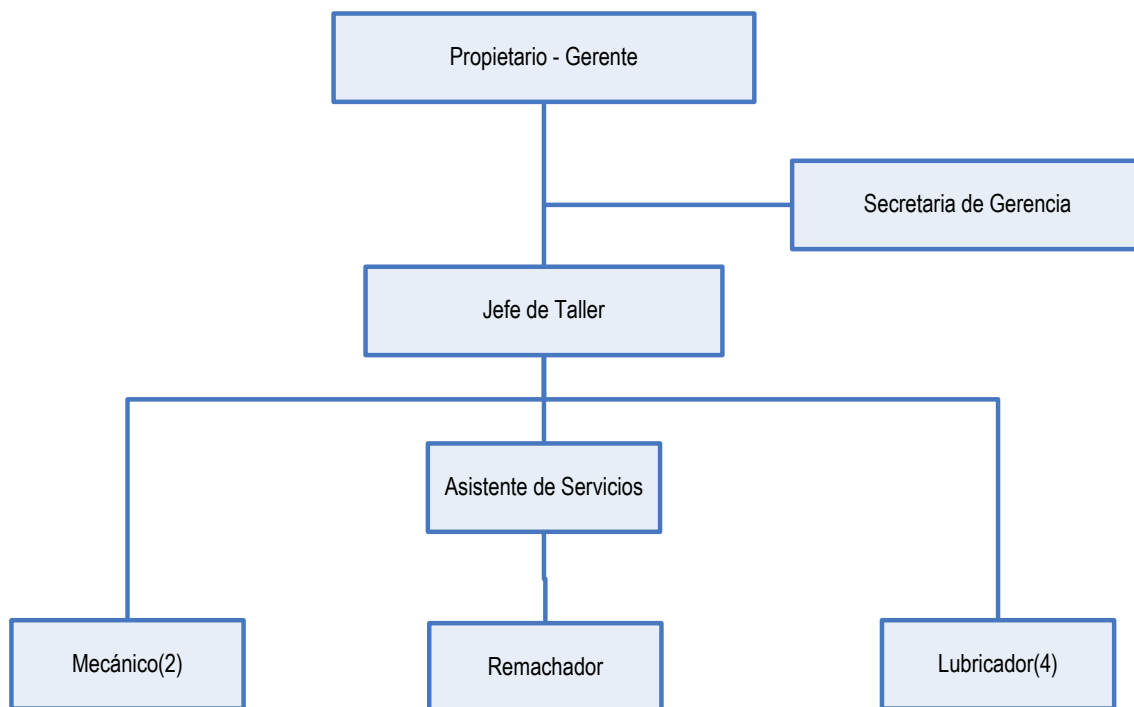 Propietario - Gerente
Secretaria de Gerencia
Jefe de Taller
Asistente de Servicios
Mecánico(2)
Remachador
Lubricador(4)